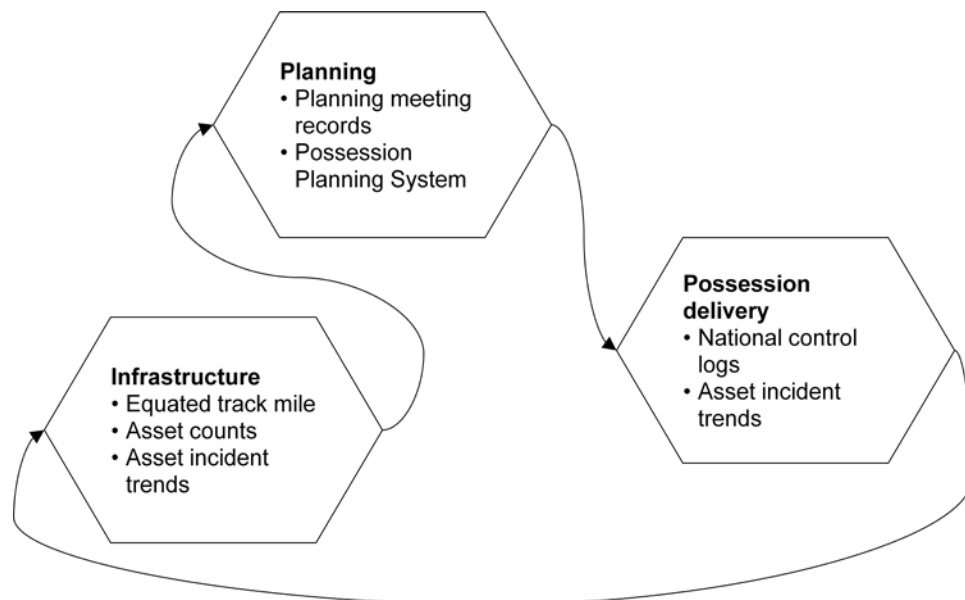 Planning
• Planning meeting
records
• Possession
Planning System
Possession
delivery
• National control
logs
• Asset incident
trends
Infrastructure
• Equated track mile
• Asset counts
• Asset incident
trends